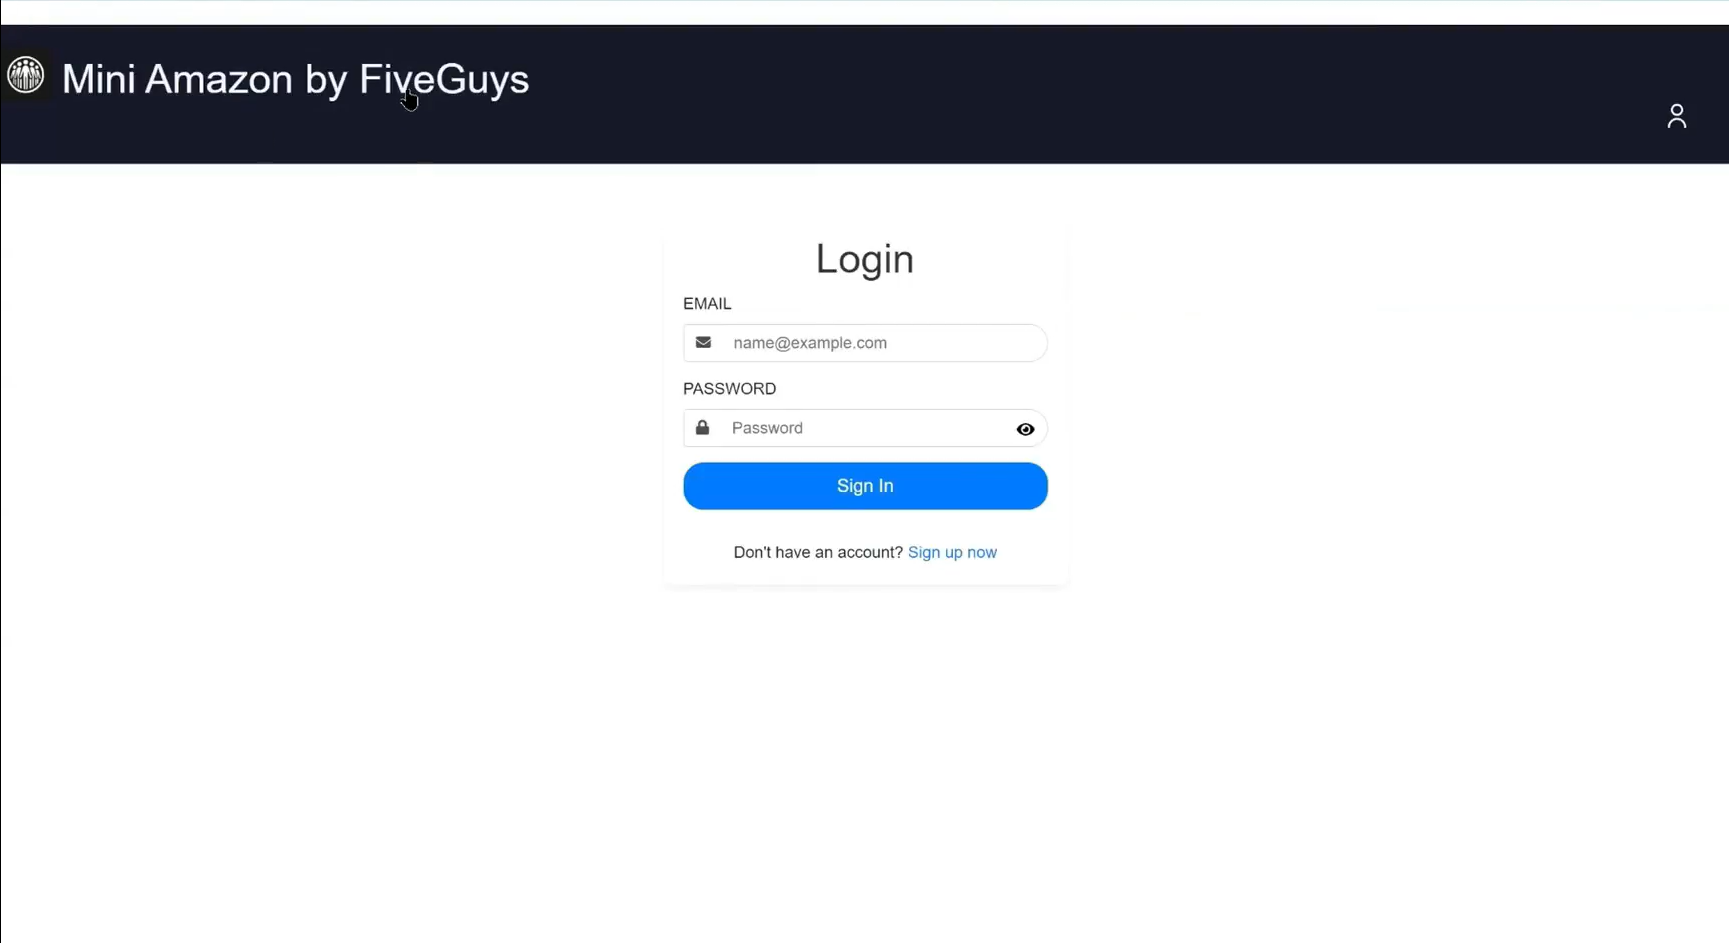 Mini Amazon by FiveGuys
Login
EMAIL
name@example.com
PASSWORD
Password
Sign In
Don't have an account? Sign up now